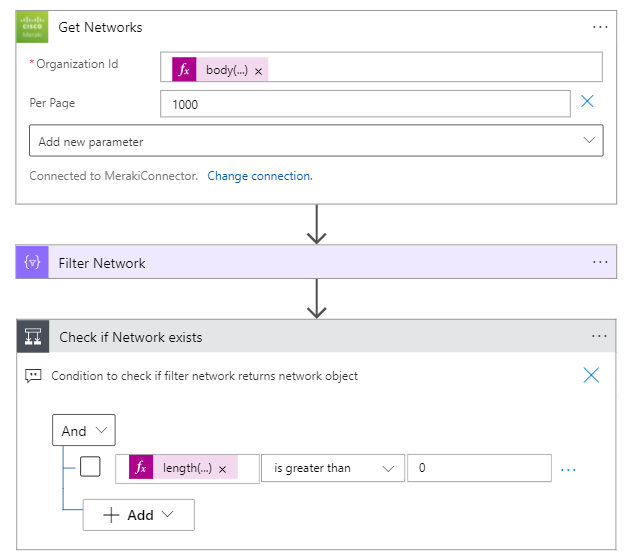 CISCO
Meraki
Get Networks
...
* Organization Id
fx body(...) ×
Per Page
1000
Add new parameter
Connected to MerakiConnector. Change connection.
{∀} Filter Network
...
Check if Network exists
...
Condition to check if filter network returns network object
And
fx length(...) ×
is greater than
0
...
+ Add